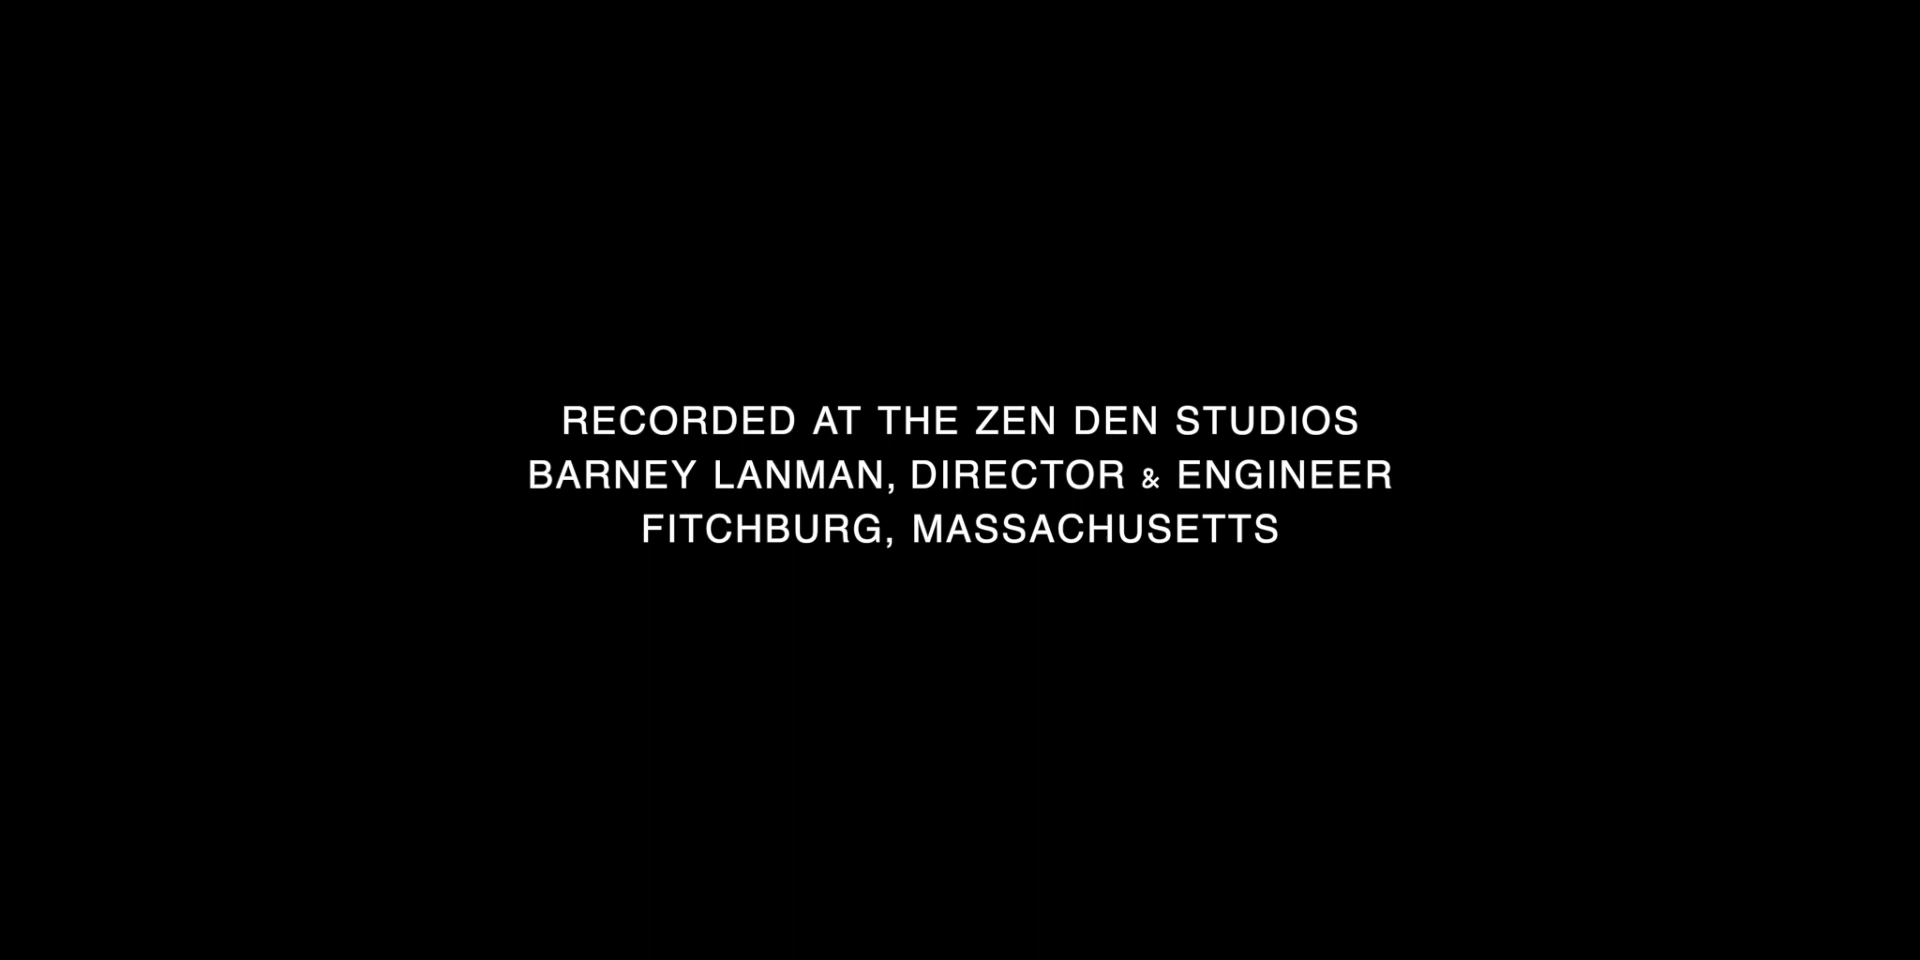 RECORDED AT THE ZEN DEN STUDIOS
BARNEY LANMAN, DIRECTOR & ENGINEER
FITCHBURG, MASSACHUSETTS